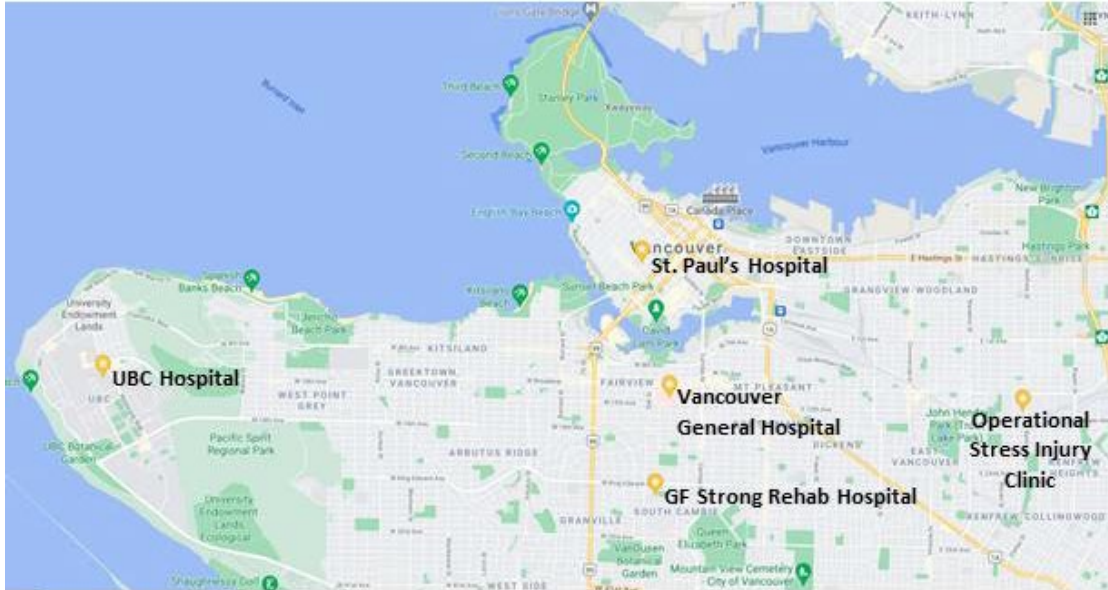 Lions Gate Bridge
KEITH-LYNN
Third Beach
Stanley Park
Burrard Inlet
Second Beach
Vancouver Harbour
English Bay Beach
Canada Place
New Brighton
Park
Vancouver
St. Paul's Hospital
DOWNTOWN
EASTSIDE
Hastings Park
E Hastings St
HASTINGS-SUNRISE
Spanish
Banks Beach
Kitsilano
Beach
Sunset Beach Park
GRANDVIEW-WOODLAND
University
Endowment
Lands
Jericho
Beach Park
David
Lam Park
KITSILANO
UBC Hospital
UBC
GREEKTOWN,
VANCOUVER
WEST POINT
GREY
FAIRVIEW
MT PLEASANT
Vancouver
General Hospital
Operational
Stress Injury
Clinic
UBC Botanical
Garden
Pacific Spirit
Regional Park
ARBUTUS RIDGE
DICKENS
EAST
VANCOUVER
RENFREW
HEIGHTS
GF Strong Rehab Hospital
SOUTH CAMBIE
University
Endowment
Lands
Ecological
GRANVILLE
RENFREW-COLLINGWOOD
Queen
Elizabeth Park
VanDusen
Botanical
Garden
Mountain View Cemetery
- City of Vancouver
Shaughnessy Golf
WEST SIDE